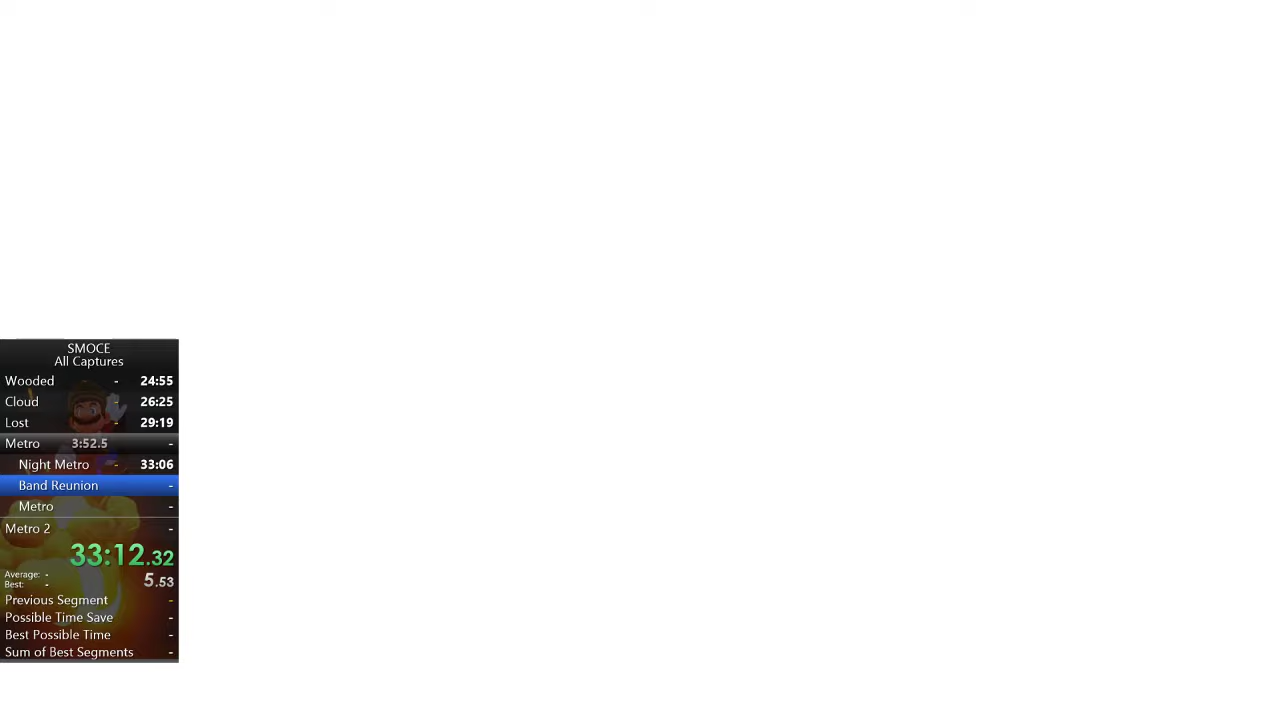 SMOCE
All Captures
Wooded - 24:55
Cloud - 26:25
Lost - 29:19
Metro 3:52.5 -
Night Metro - 33:06
Band Reunion -
Metro -
Metro 2 -
33:12.32
Average: -
Best: -
5.53
Previous Segment -
Possible Time Save -
Best Possible Time -
Sum of Best Segments -